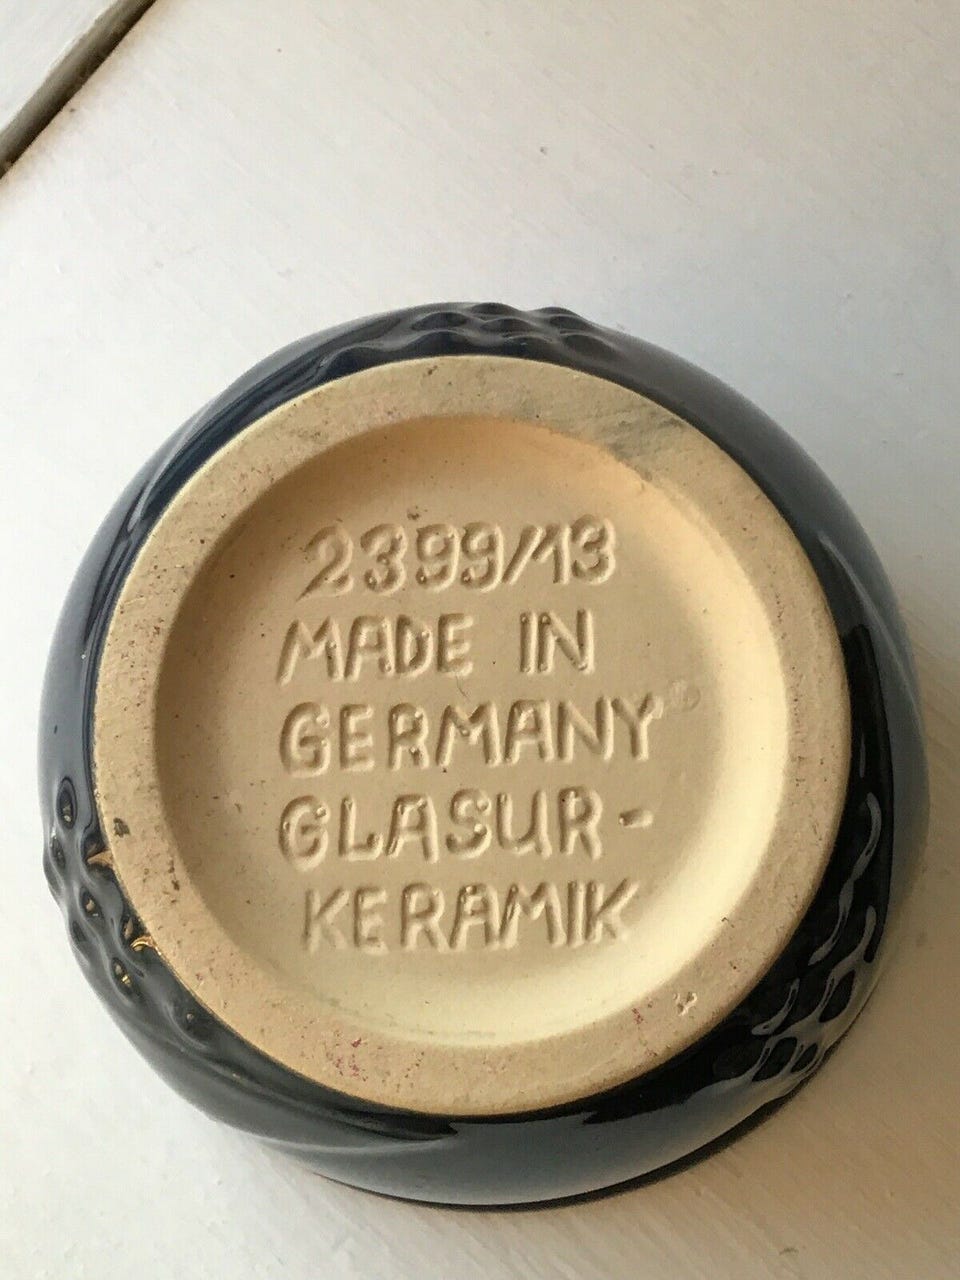 2399/13
MADE IN
GERMANY
GLASUR-
KERAMIK